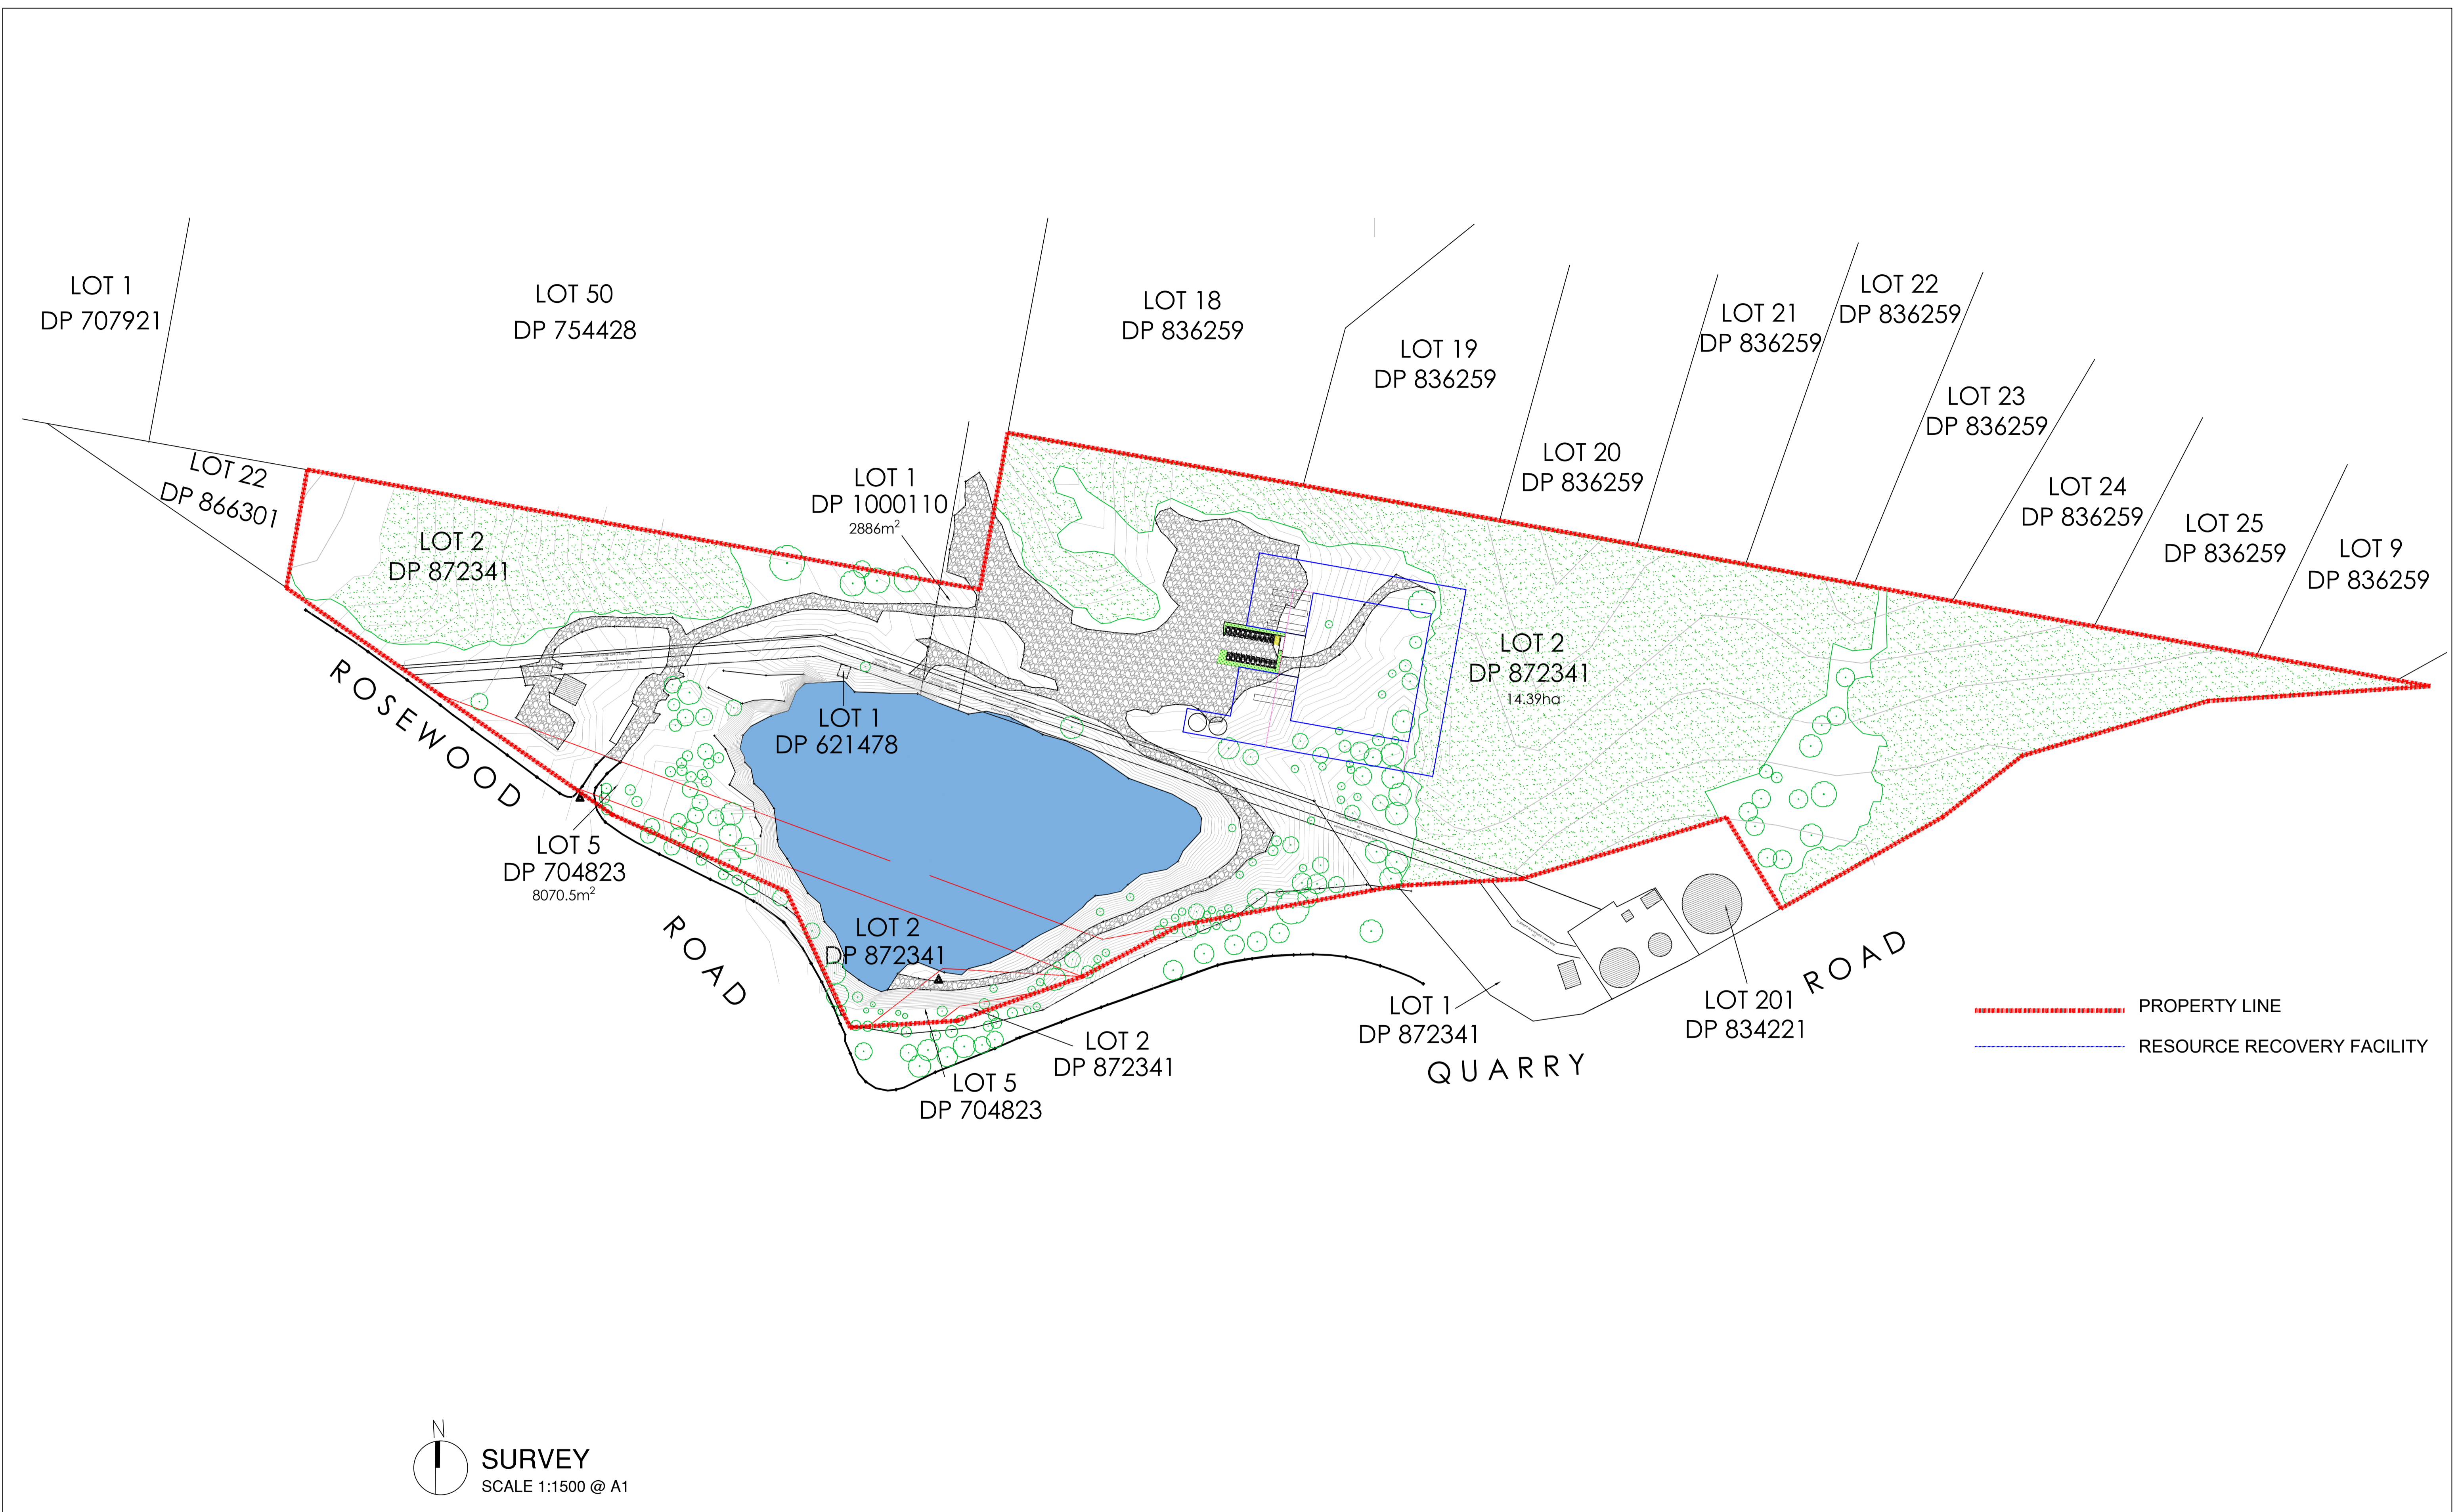 LOT 1
DP 707921
LOT 50
DP 754428
LOT 18
DP 836259
LOT 19
DP 836259
LOT 20
DP 836259
LOT 21
DP 836259
LOT 22
DP 836259
LOT 23
DP 836259
LOT 24
DP 836259
LOT 25
DP 836259
LOT 9
DP 836259
LOT 22
DP 866301
LOT 2
DP 872341
LOT 1
DP 1000110
2886m²
LOT 2
DP 872341
14.39ha
LOT 1
DP 621478
ROSEWOOD
ROAD
LOT 5
DP 704823
8070.5m²
LOT 2
DP 872341
LOT 5
DP 704823
LOT 2
DP 872341
LOT 1
DP 872341
LOT 201
DP 834221
QUARRY
ROAD
PROPERTY LINE
RESOURCE RECOVERY FACILITY
N
SURVEY
SCALE 1:1500 @ A1